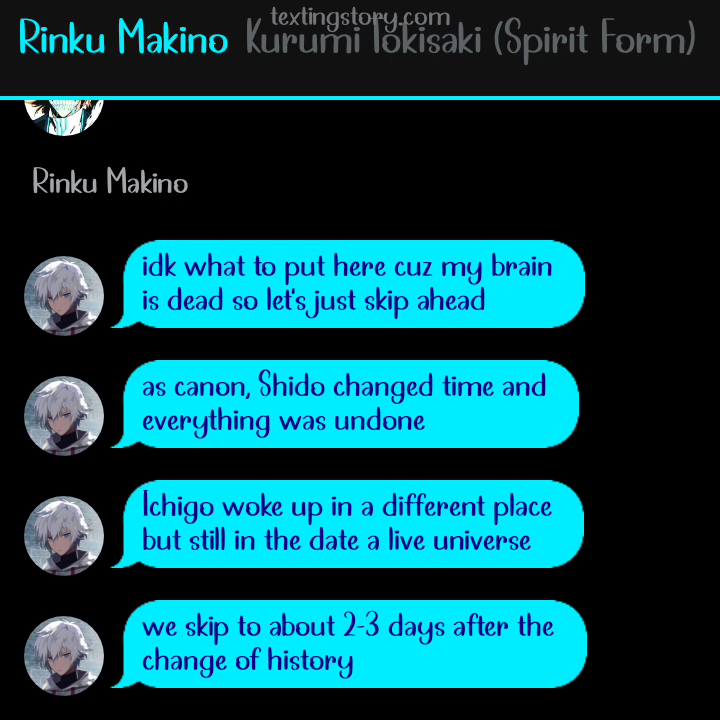 textingstory.com
Rinku Makino Kurumi Tokisaki (Spirit Form)
Rinku Makino
idk what to put here cuz my brain
is dead so let's just skip ahead
as canon, Shido changed time and
everything was undone
Ichigo woke up in a different place
but still in the date a live universe
we skip to about 2-3 days after the
change of history